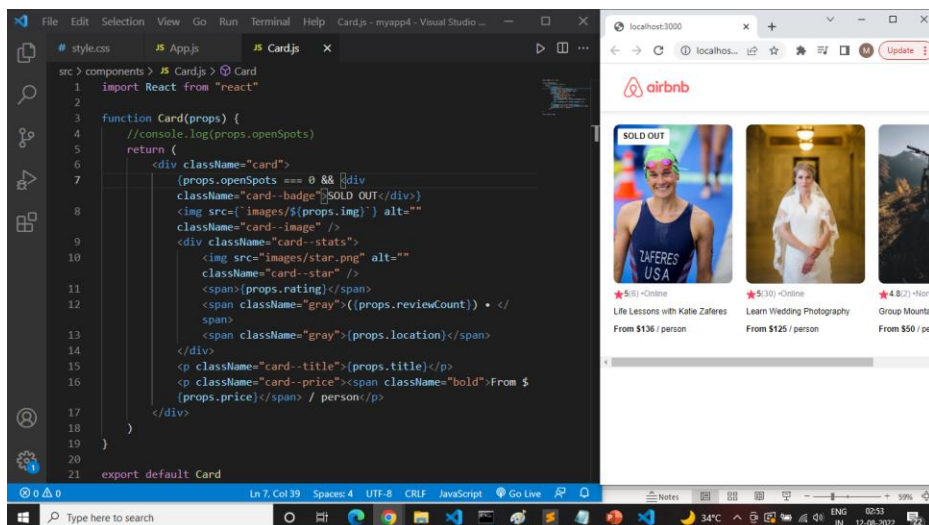 File Edit Selection View Go Run Terminal Help Card.js - myapp4 - Visual Studio ...
# style.css JS App.js JS Card.js
src > components > JS Card.js > Card
1 import React from "react"
2
3 function Card(props) {
4 //console.log(props.openSpots)
5 return (
6 <div className="card">
7 {props.openSpots === 0 && <div
className="card--badge">SOLD OUT</div>}
8 <img src={`images/${props.img}`} alt=""
className="card--image" />
9 <div className="card--stats">
10 <img src="images/star.png" alt=""
className="card--star" />
11 <span>{props.rating}</span>
12 <span className="gray">({props.reviewCount}) • </
span>
13 <span className="gray">{props.location}</span>
14 </div>
15 <p className="card--title">{props.title}</p>
16 <p className="card--price"><span className="bold">From $
{props.price}</span> / person</p>
17 </div>
18 )
19 }
20
21 export default Card
0 0 Ln 7, Col 39 Spaces: 4 UTF-8 CRLF JavaScript Go Live
localhost:3000
localhos... M Update
airbnb
SOLD OUT
ZAFERES
USA
5(6) •Online
Life Lessons with Katie Zaferes
From $136 / person
5(30) •Online
Learn Wedding Photography
From $125 / person
4.8(2) •Nor
Group Mounta
From $50 / pe
Notes 59%
Type here to search
34°C ENG
IN 02:53
12-08-2022 22